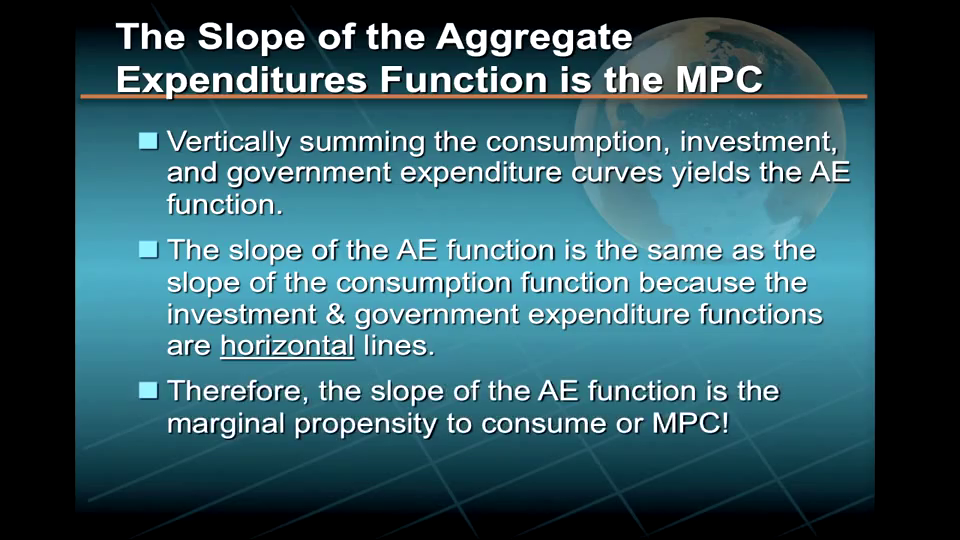 The Slope of the Aggregate
Expenditures Function is the MPC
Vertically summing the consumption, investment,
and government expenditure curves yields the AE
function.
The slope of the AE function is the same as the
slope of the consumption function because the
investment & government expenditure functions
are horizontal lines.
Therefore, the slope of the AE function is the
marginal propensity to consume or MPC!